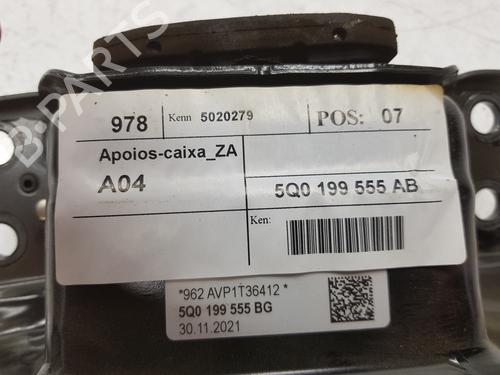 978
Kenn 5020279
POS: 07
Apoios-caixa_ZA
A04
5Q0 199 555 AB
Ken:
*962 AVP1T36412 *
5Q0 199 555 BG
30.11.2021
B-PARTS